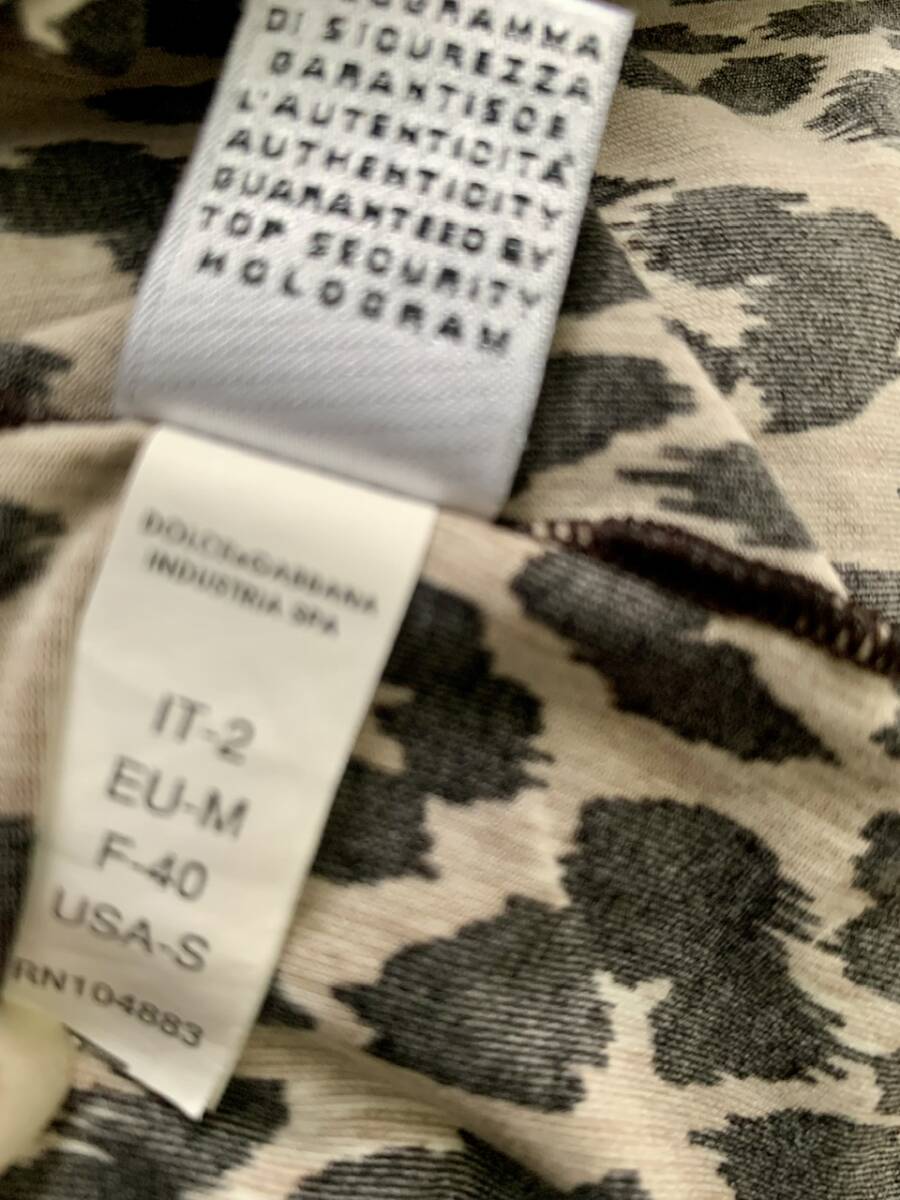 DI SICUREZZA
GARANTISCE
L'AUTENTICITÀ
AUTHENTICITY
GUARANTEED BY
TOP SECURITY
HOLOGRAM
DOLCE&GABBANA
INDUSTRIA SPA
IT-2
EU-M
F-40
USA-S
RN104883